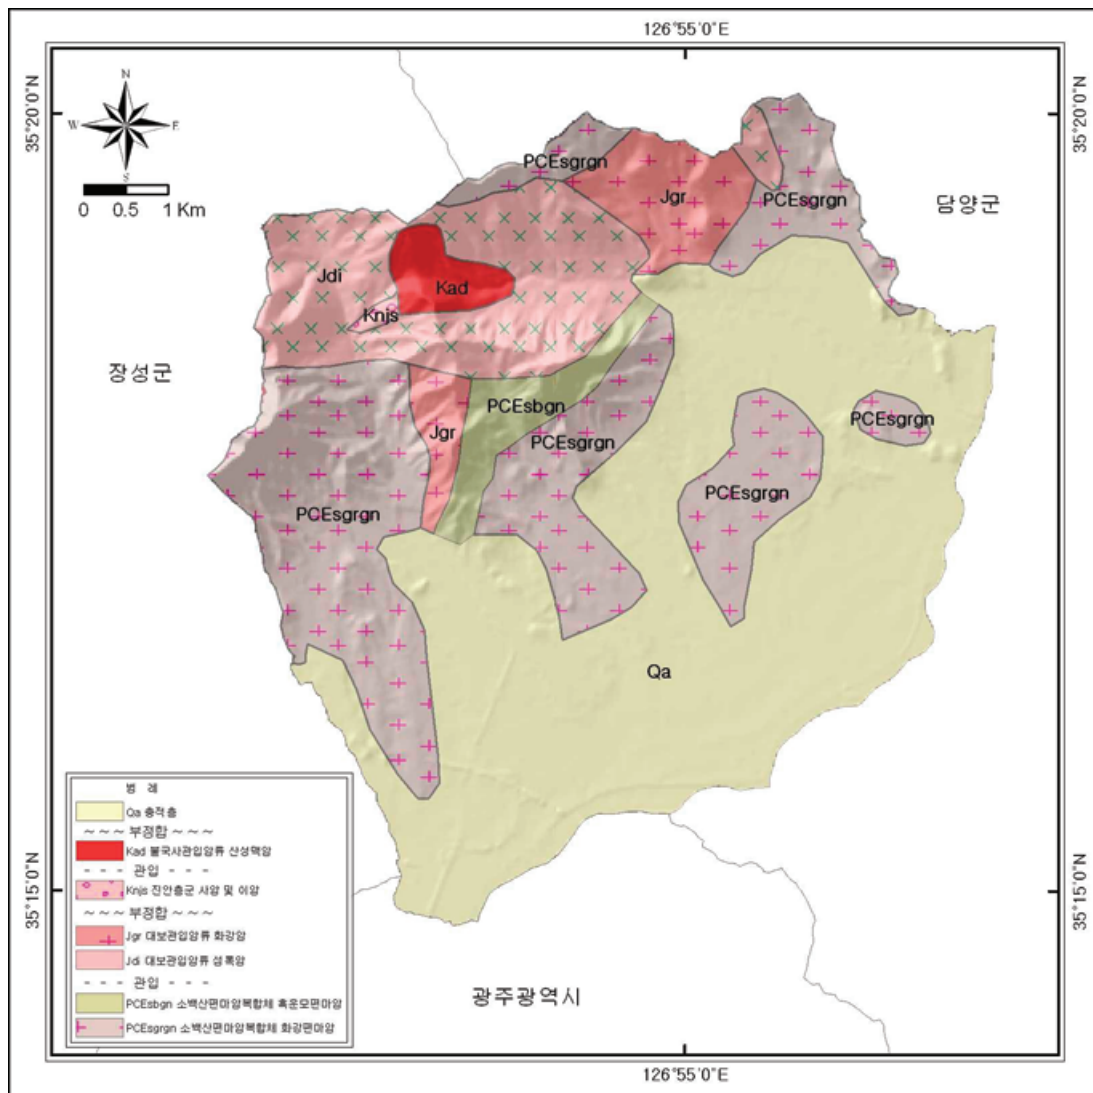 126°55'0"E
35°20'0"N
35°20'0"N
N
W
E
S
0 0.5 1 Km
PCEsgrgn
Jgr
PCEsgrgn
담양군
Jdi
Kad
Knjs
장성군
PCEsbgn
Jgr
PCEsgrgn
PCEsgrgn
PCEsgrgn
PCEsgrgn
Qa
범 례
Qa 충적층
~ ~ ~ 부정합 ~ ~ ~
Kad 불국사관입암류 산성맥암
- - - 관입 - - -
Knjs 진안층군 사암 및 이암
~ ~ ~ 부정합 ~ ~ ~
Jgr 대보관입암류 화강암
Jdi 대보관입암류 섬록암
- - - 관입 - - -
PCEsbgn 소백산편마암복합체 흑운모편마암
PCEsgrgn 소백산편마암복합체 화강편마암
35°15'0"N
35°15'0"N
광주광역시
126°55'0"E